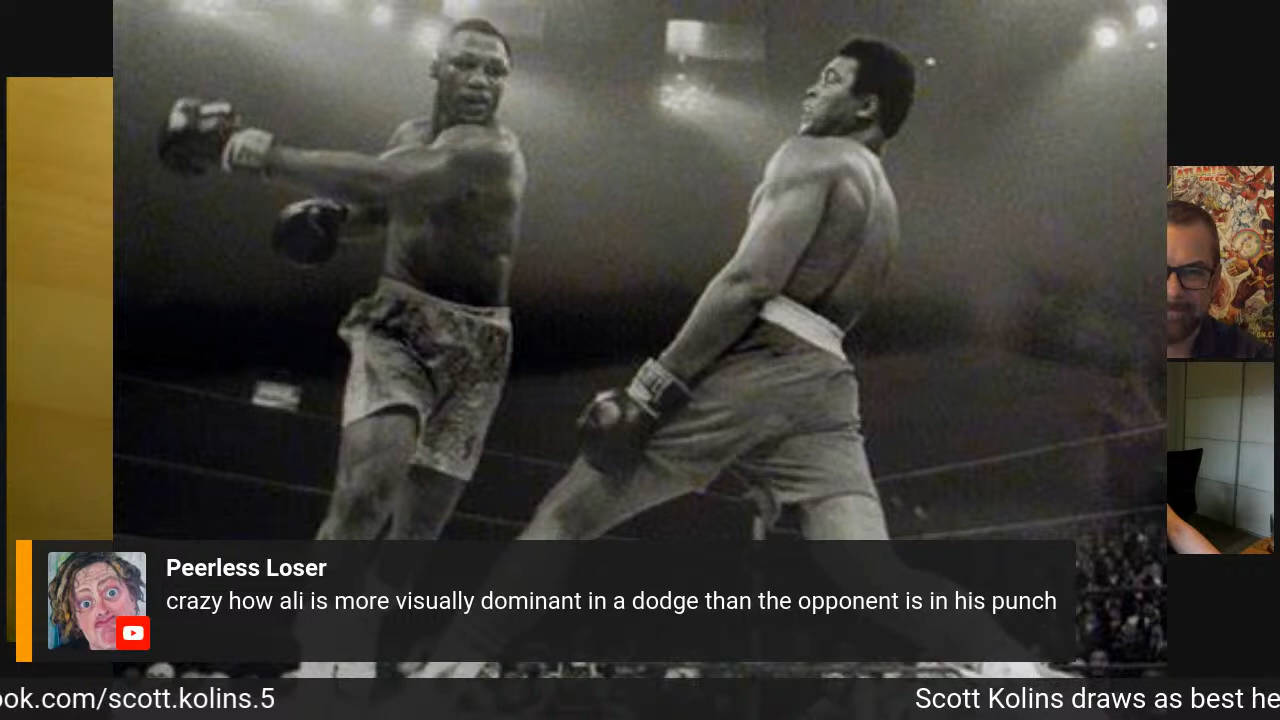 ATLANTA
Peerless Loser
crazy how ali is more visually dominant in a dodge than the opponent is in his punch
ook.com/scott.kolins.5
Scott Kolins draws as best he